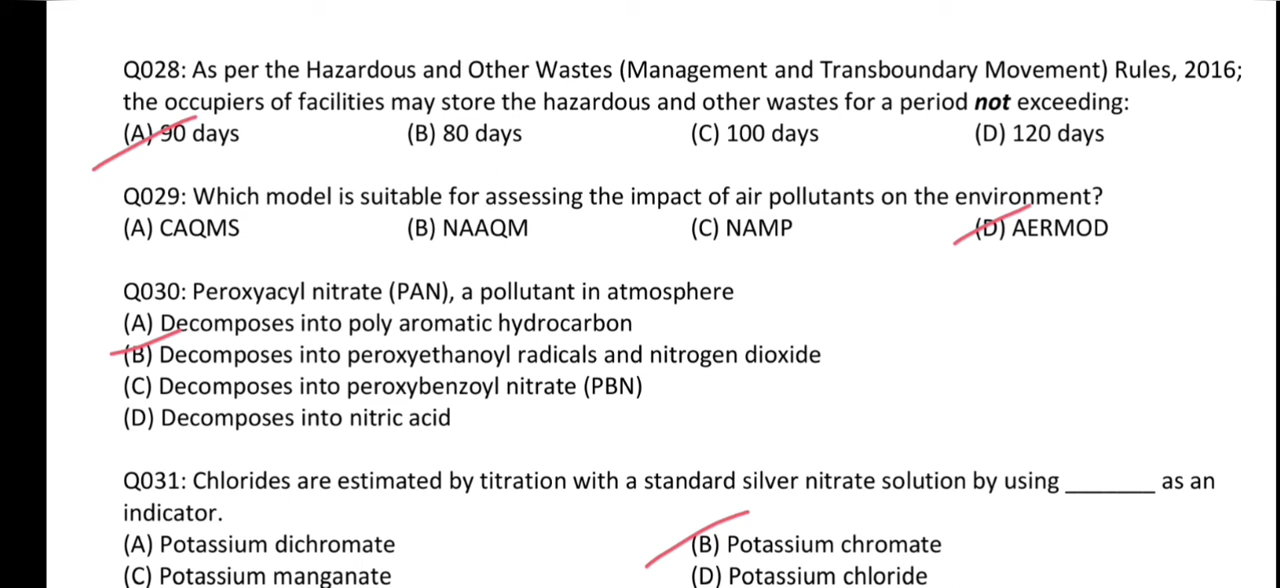 Q028: As per the Hazardous and Other Wastes (Management and Transboundary Movement) Rules, 2016;
the occupiers of facilities may store the hazardous and other wastes for a period not exceeding:
(A) 90 days (B) 80 days (C) 100 days (D) 120 days
Q029: Which model is suitable for assessing the impact of air pollutants on the environment?
(A) CAQMS (B) NAAQM (C) NAMP (D) AERMOD
Q030: Peroxyacyl nitrate (PAN), a pollutant in atmosphere
(A) Decomposes into poly aromatic hydrocarbon
(B) Decomposes into peroxyethanoyl radicals and nitrogen dioxide
(C) Decomposes into peroxybenzoyl nitrate (PBN)
(D) Decomposes into nitric acid
Q031: Chlorides are estimated by titration with a standard silver nitrate solution by using _______ as an
indicator.
(A) Potassium dichromate (B) Potassium chromate
(C) Potassium manganate (D) Potassium chloride